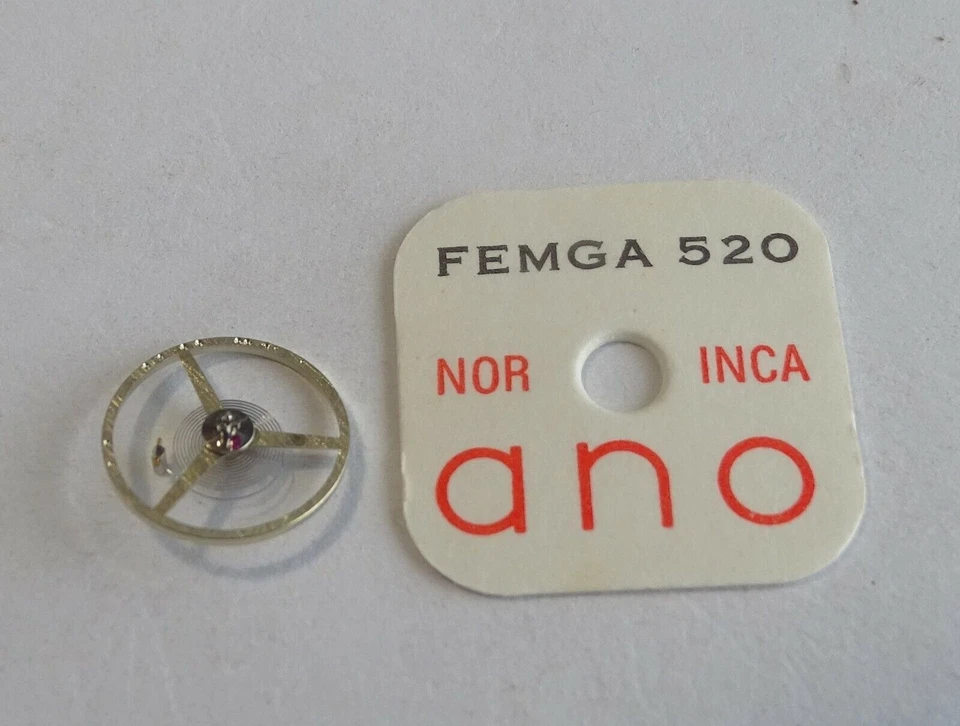 FEMGA 520
NOR INCA
ano